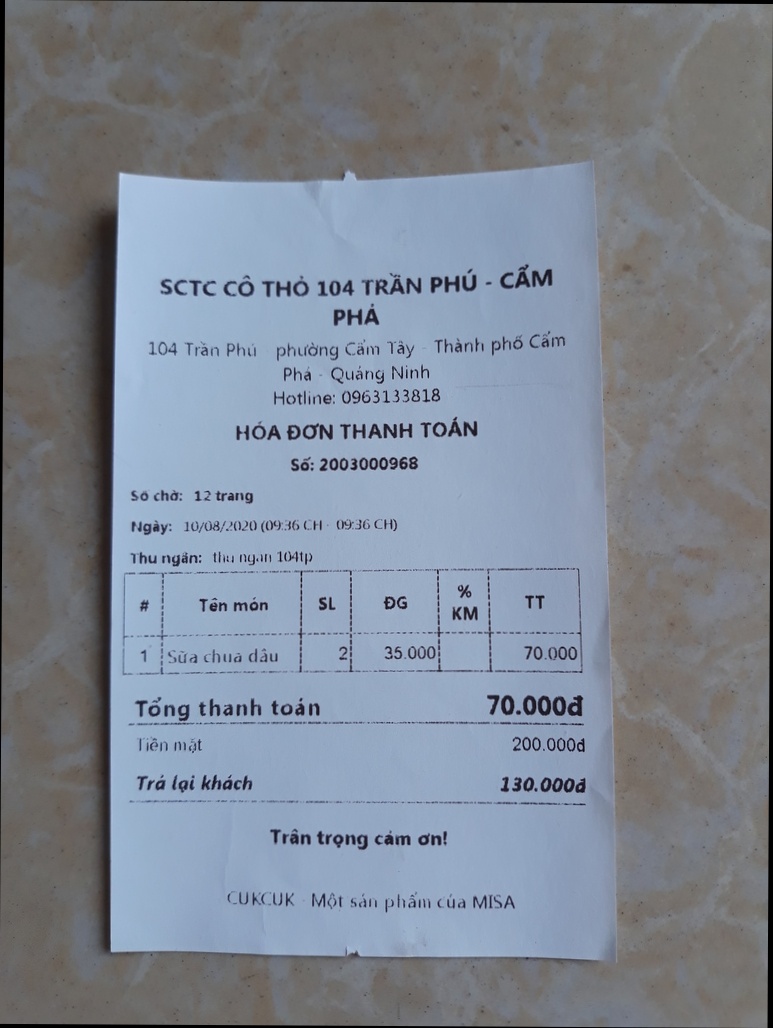 SCTC CÔ THỎ 104 TRẦN PHÚ - CẨM
PHẢ
104 Trần Phú - phường Cẩm Tây - Thành phố Cẩm
Phả - Quảng Ninh
Hotline: 0963133818
HÓA ĐƠN THANH TOÁN
Số: 2003000968
Số chờ: 12 trang
Ngày: 10/08/2020 (09:36 CH - 09:36 CH)
Thu ngân: thu ngan 104tp
# Tên món SL ĐG % KM TT
1 Sữa chua dâu 2 35.000 70.000
Tổng thanh toán 70.000đ
Tiền mặt 200.000đ
Trả lại khách 130.000đ
Trân trọng cảm ơn!
CUKCUK - Một sản phẩm của MISA